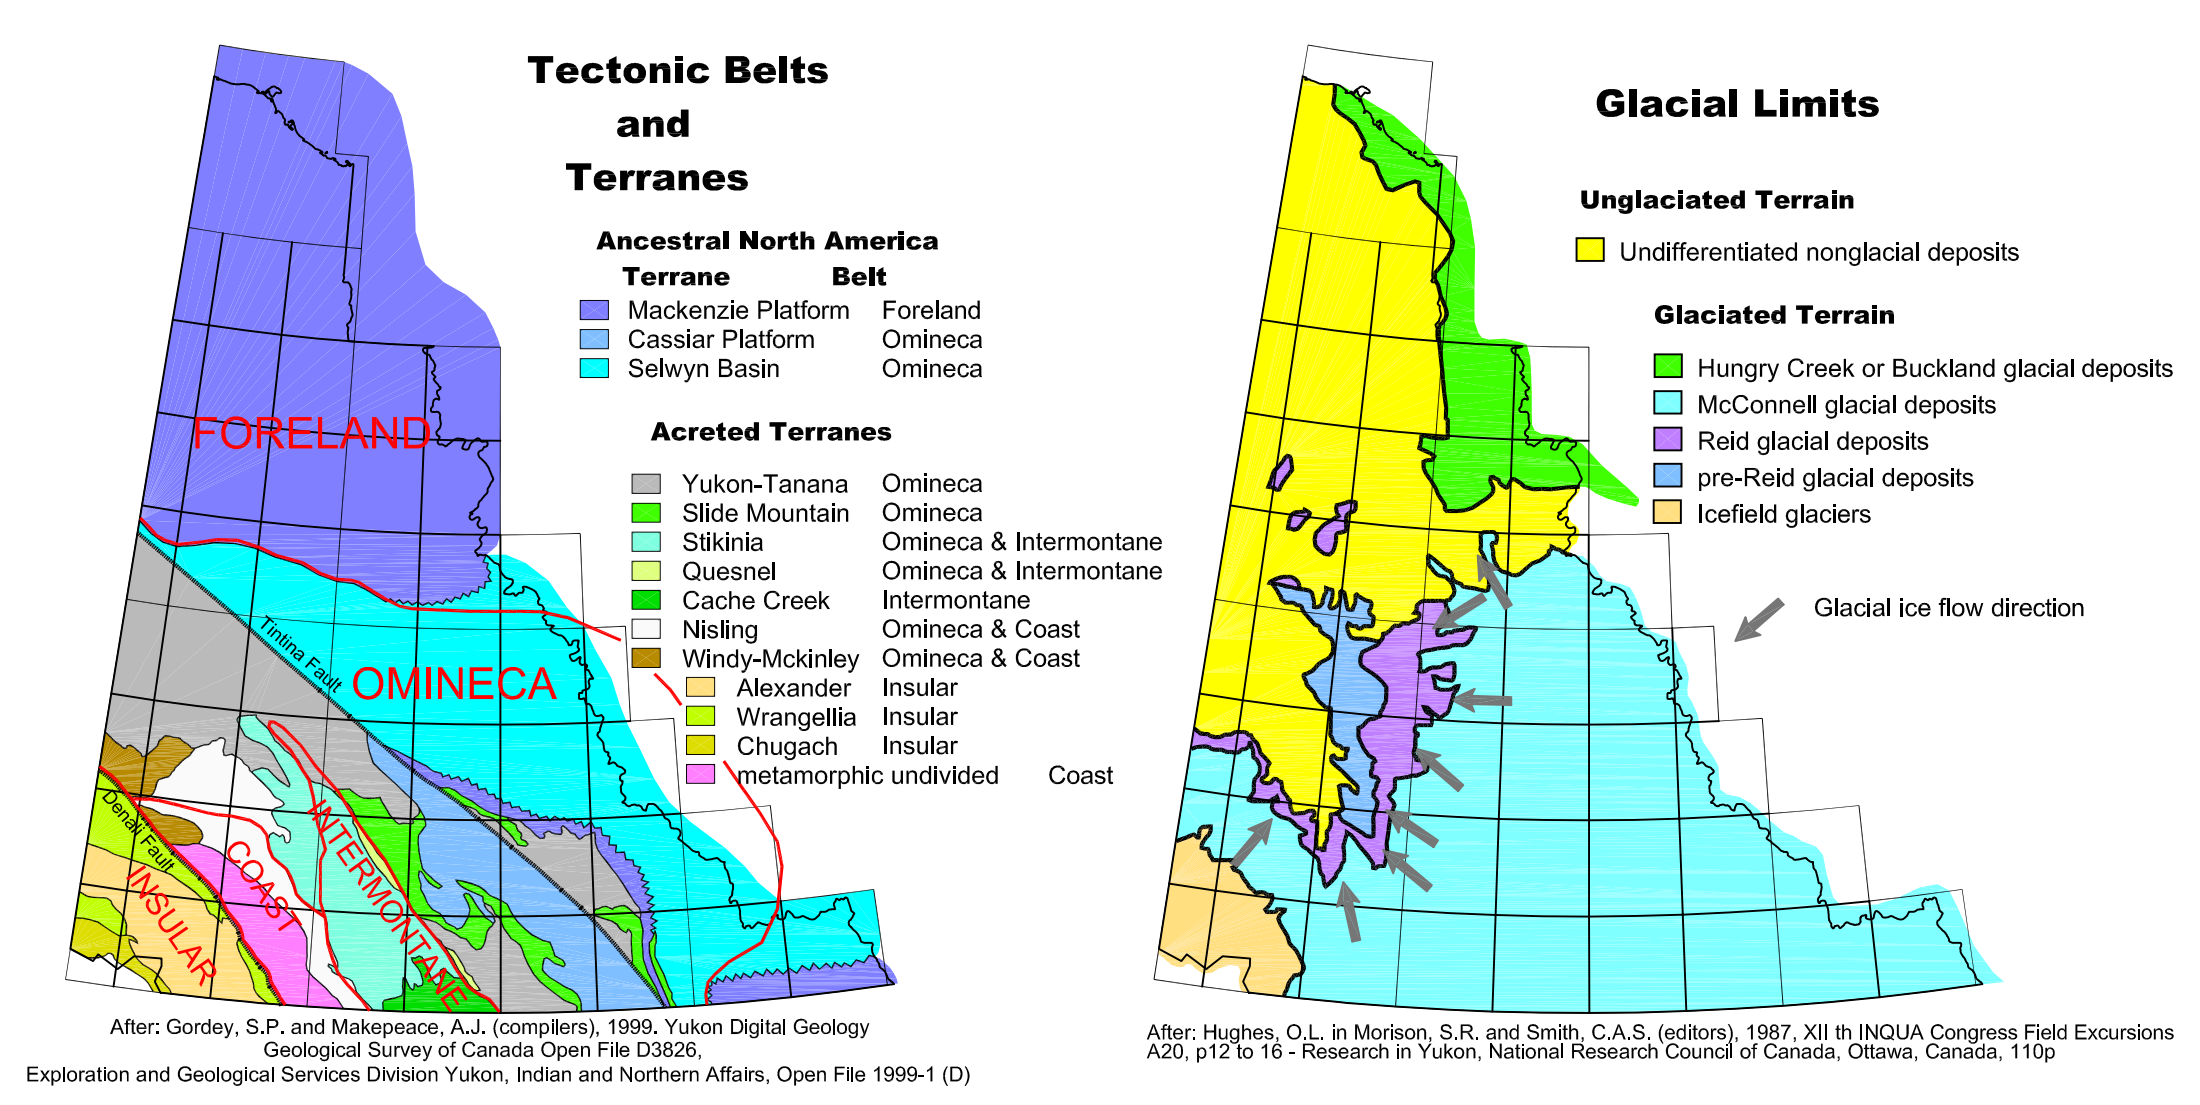 Tectonic Belts
and
Terranes
Ancestral North America
Terrane Belt
Mackenzie Platform Foreland
Cassiar Platform Omineca
Selwyn Basin Omineca
Acreted Terranes
Yukon-Tanana Omineca
Slide Mountain Omineca
Stikinia Omineca & Intermontane
Quesnel Omineca & Intermontane
Cache Creek Intermontane
Nisling Omineca & Coast
Windy-Mckinley Omineca & Coast
Alexander Insular
Wrangellia Insular
Chugach Insular
metamorphic undivided Coast
FORELAND
OMINECA
Tintina Fault
INTERMONTANE
COAST
Denali Fault
INSULAR
After: Gordey, S.P. and Makepeace, A.J. (compilers), 1999. Yukon Digital Geology
Geological Survey of Canada Open File D3826,
Exploration and Geological Services Division Yukon, Indian and Northern Affairs, Open File 1999-1 (D)
Glacial Limits
Unglaciated Terrain
Undifferentiated nonglacial deposits
Glaciated Terrain
Hungry Creek or Buckland glacial deposits
McConnell glacial deposits
Reid glacial deposits
pre-Reid glacial deposits
Icefield glaciers
Glacial ice flow direction
After: Hughes, O.L. in Morison, S.R. and Smith, C.A.S. (editors), 1987, XII th INQUA Congress Field Excursions
A20, p12 to 16 - Research in Yukon, National Research Council of Canada, Ottawa, Canada, 110p